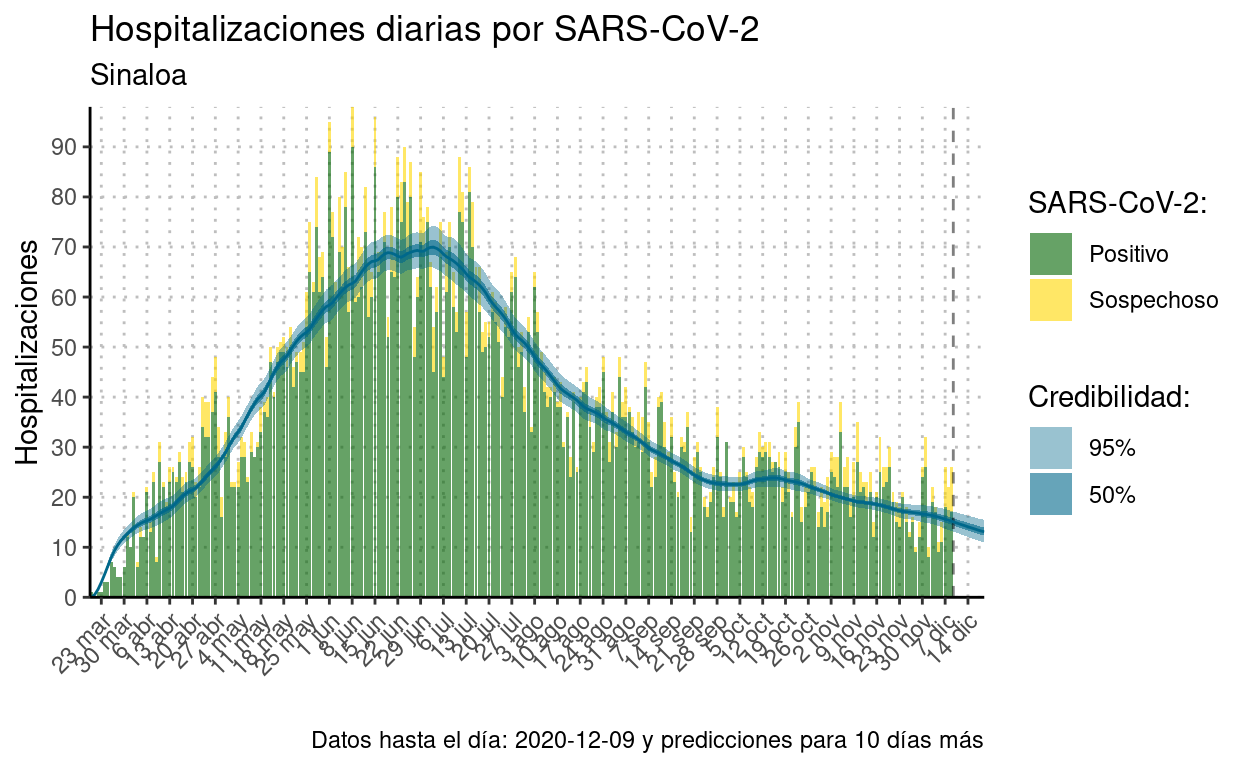 Hospitalizaciones diarias por SARS-CoV-2
Sinaloa
Hospitalizaciones
90
80
70
60
50
40
30
20
10
0
23 mar
30 mar
6 abr
13 abr
20 abr
27 abr
4 may
11 may
18 may
25 may
1 jun
8 jun
15 jun
22 jun
29 jun
6 jul
13 jul
20 jul
27 jul
3 ago
10 ago
17 ago
24 ago
31 ago
7 sep
14 sep
21 sep
28 sep
5 oct
12 oct
19 oct
26 oct
2 nov
9 nov
16 nov
23 nov
30 nov
7 dic
14 dic
SARS-CoV-2:
Positivo
Sospechoso
Credibilidad:
95%
50%
Datos hasta el día: 2020-12-09 y predicciones para 10 días más